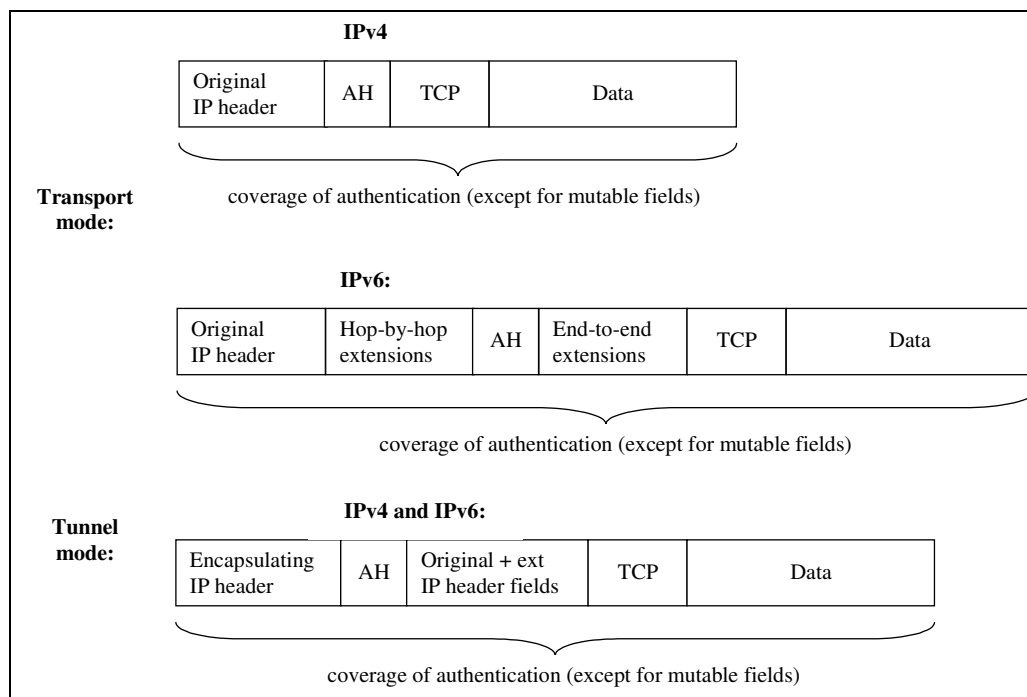 IPv4
Original
IP header
AH
TCP
Data
coverage of authentication (except for mutable fields)
Transport
mode:
IPv6:
Original
IP header
Hop-by-hop
extensions
AH
End-to-end
extensions
TCP
Data
coverage of authentication (except for mutable fields)
Tunnel
mode:
IPv4 and IPv6:
Encapsulating
IP header
AH
Original + ext
IP header fields
TCP
Data
coverage of authentication (except for mutable fields)